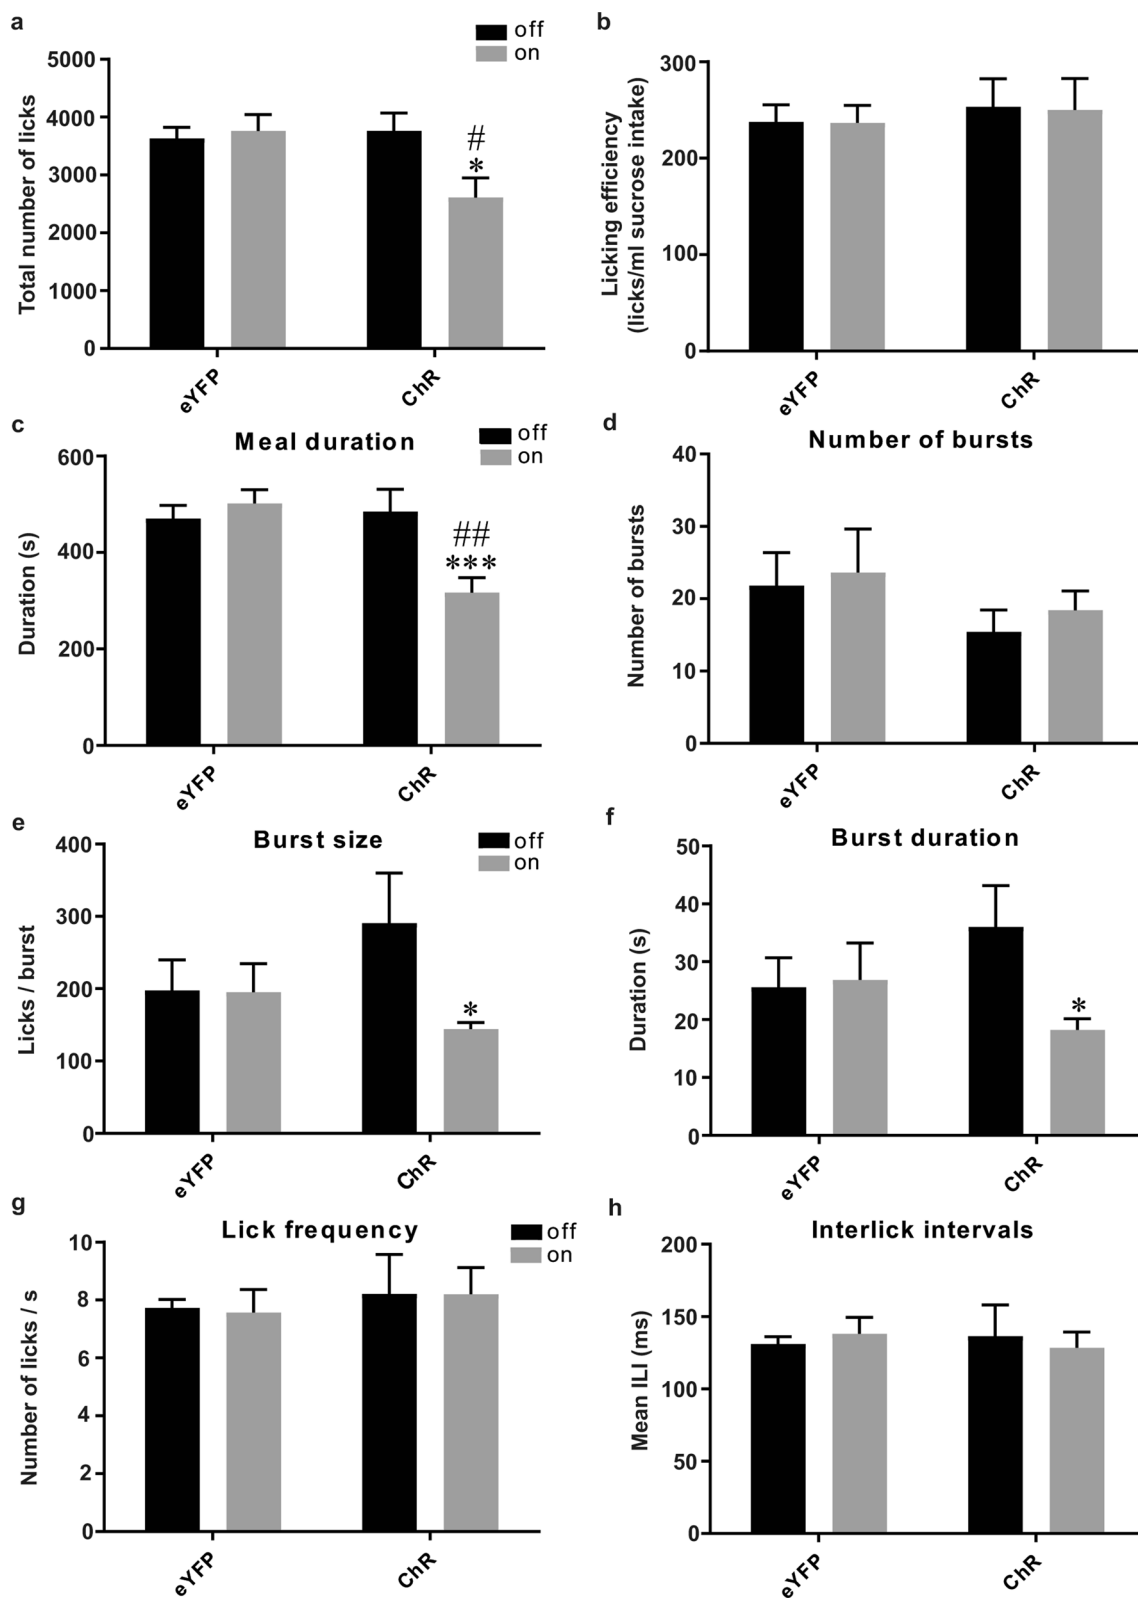 a
off
on
Total number of licks
5000
4000
3000
2000
1000
0
#
*
eYFP
ChR
b
Licking efficiency
(licks/ml sucrose intake)
300
200
100
0
eYFP
ChR
c
Meal duration
off
on
Duration (s)
600
400
200
0
##
***
eYFP
ChR
d
Number of bursts
Number of bursts
40
30
20
10
0
eYFP
ChR
e
Burst size
off
on
Licks / burst
400
300
200
100
0
*
eYFP
ChR
f
Burst duration
Duration (s)
50
40
30
20
10
0
*
eYFP
ChR
g
Lick frequency
off
on
Number of licks / s
10
8
6
4
2
0
eYFP
ChR
h
Interlick intervals
Mean ILI (ms)
200
150
100
50
0
eYFP
ChR